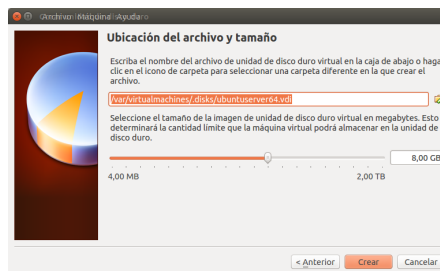 Archivo Máquina Ayuda
Ubicación del archivo y tamaño
Escriba el nombre del archivo de unidad de disco duro virtual en la caja de abajo o haga
clic en el icono de carpeta para seleccionar una carpeta diferente en la que crear el
archivo.
/var/virtualmachines/.disks/ubuntuserver64.vdi
Seleccione el tamaño de la imagen de unidad de disco duro virtual en megabytes. Esto
determinará la cantidad límite que la máquina virtual podrá almacenar en la unidad de
disco duro.
8,00 GB
4,00 MB 2,00 TB
< Anterior Crear Cancelar